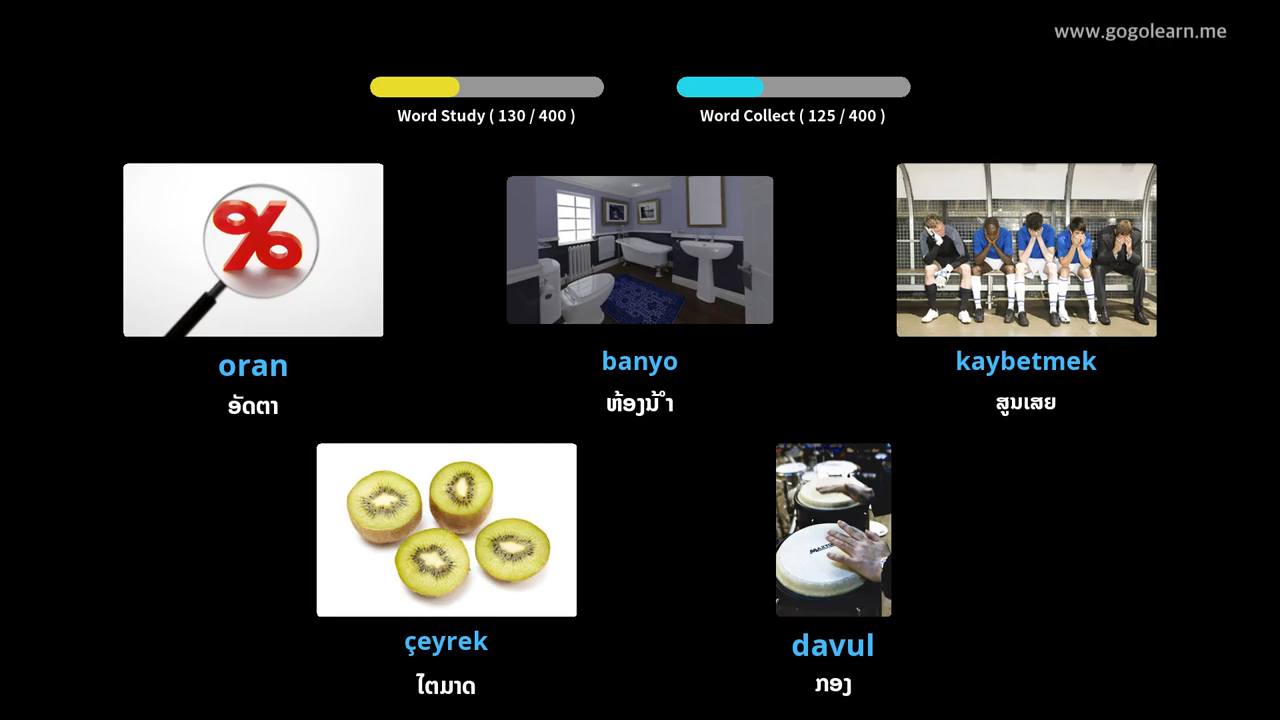 www.gogolearn.me
Word Study ( 130 / 400 )
Word Collect ( 125 / 400 )
oran
ອັດຕາ
banyo
ຫ້ອງນ້ຳ
kaybetmek
ສູນເສຍ
çeyrek
ໄຕມາດ
davul
ກອງ